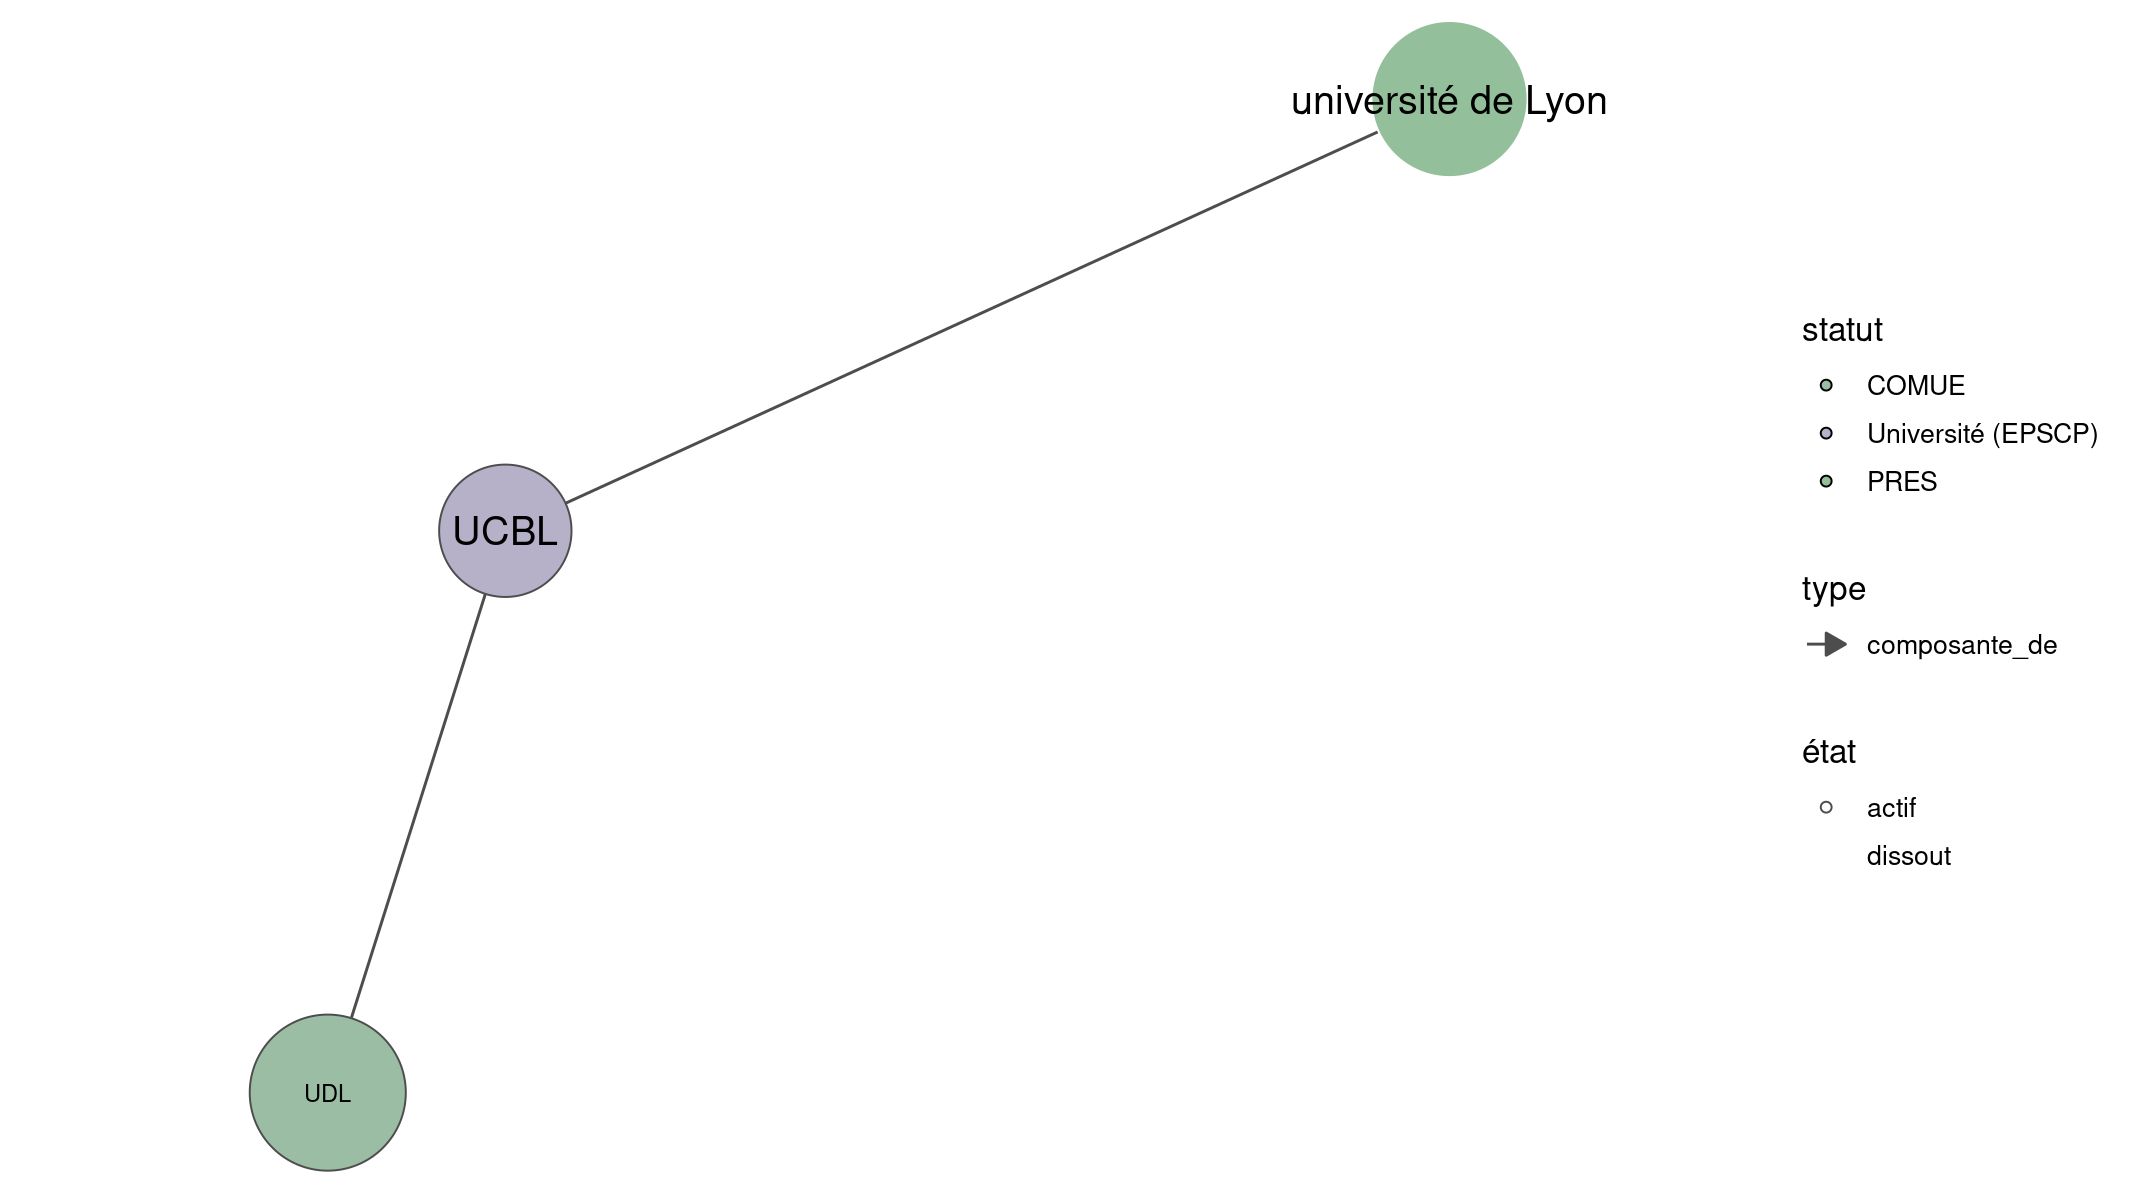 université de Lyon
UCBL
UDL
statut
COMUE
Université (EPSCP)
PRES
type
composante_de
état
actif
dissout